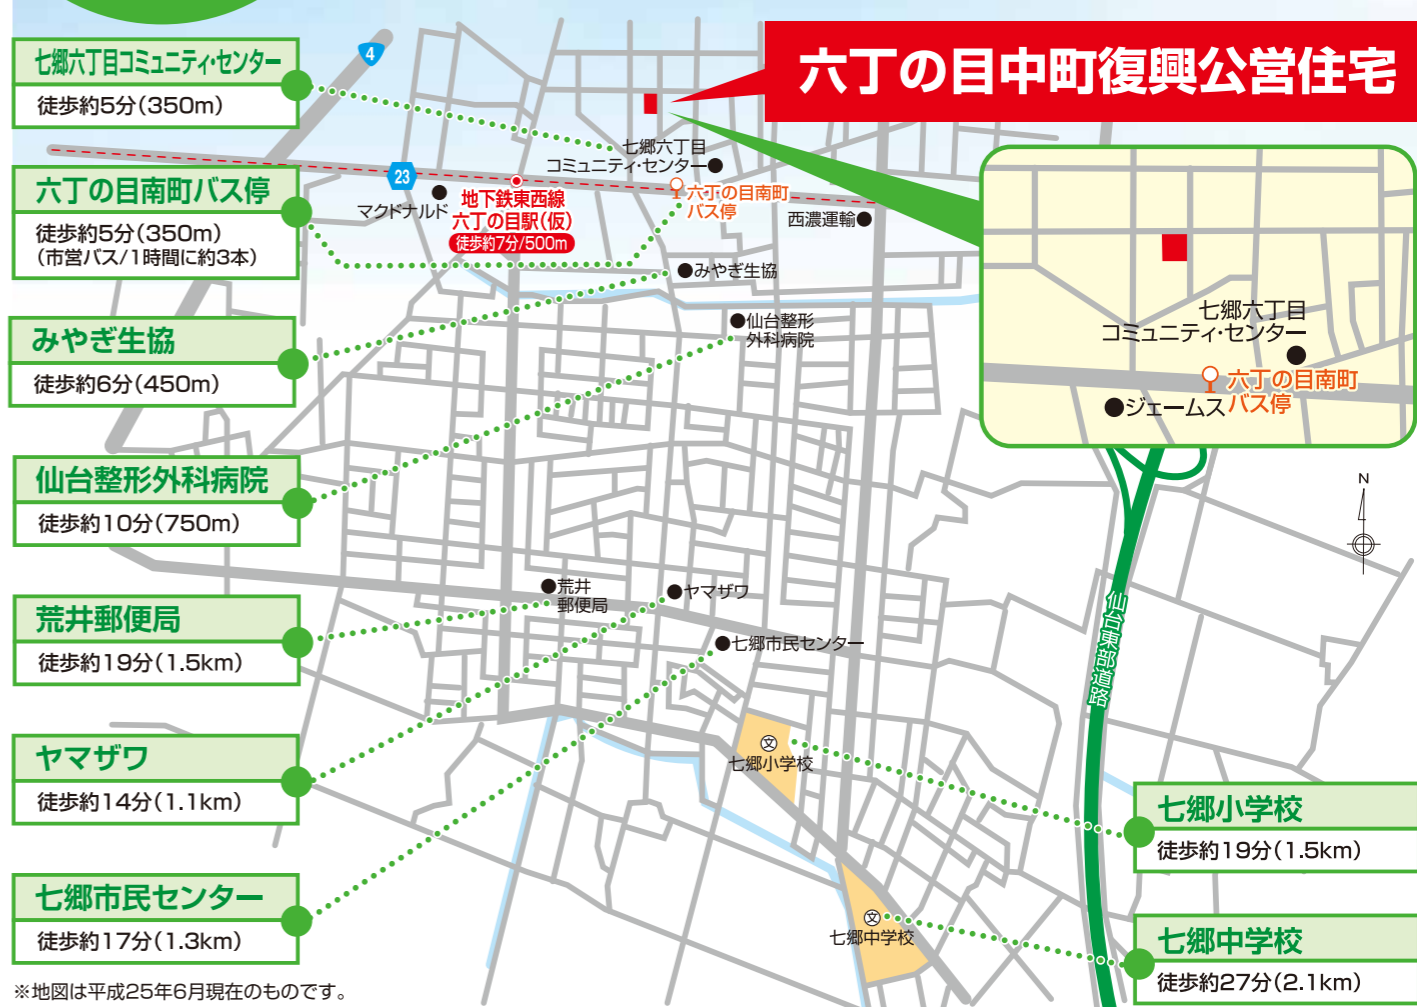 六丁の目中町復興公営住宅
七郷六丁目コミュニティ・センター
徒歩約5分(350m)
六丁の目南町バス停
徒歩約5分(350m)
(市営バス/1時間に約3本)
みやぎ生協
徒歩約6分(450m)
仙台整形外科病院
徒歩約10分(750m)
荒井郵便局
徒歩約19分(1.5km)
ヤマザワ
徒歩約14分(1.1km)
七郷市民センター
徒歩約17分(1.3km)
4
23
マクドナルド
地下鉄東西線
六丁の目駅(仮)
徒歩約7分/500m
七郷六丁目
コミュニティ・センター
六丁の目南町
バス停
西濃運輸
みやぎ生協
仙台整形
外科病院
荒井
郵便局
ヤマザワ
七郷市民センター
文
七郷小学校
文
七郷中学校
七郷六丁目
コミュニティ・センター
六丁の目南町
バス停
ジェームス
N
仙台東部道路
七郷小学校
徒歩約19分(1.5km)
七郷中学校
徒歩約27分(2.1km)
※地図は平成25年6月現在のものです。